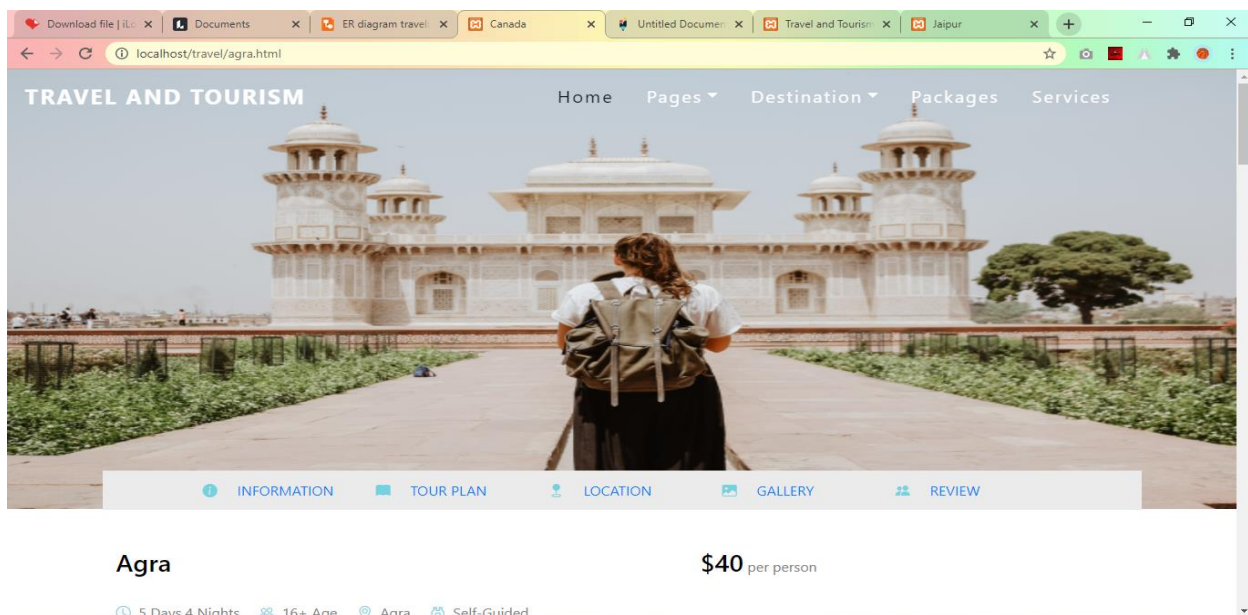 Download file | iLo
Documents
ER diagram travel
Canada
Untitled Documen
Travel and Tourism
Jaipur
localhost/travel/agra.html
TRAVEL AND TOURISM
Home Pages Destination Packages Services
INFORMATION TOUR PLAN LOCATION GALLERY REVIEW
Agra
$40 per person
5 Days 4 Nights 16+ Age Agra Self-Guided